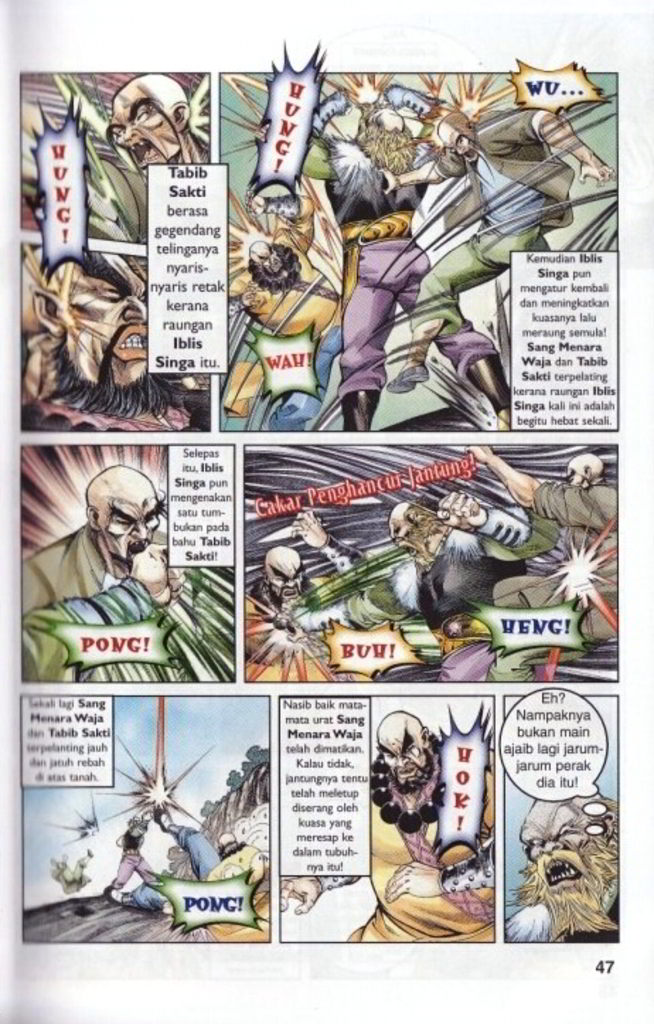 HUNG!
Tabib
Sakti
berasa
gegendang
telinganya
nyaris-
nyaris retak
kerana
raungan
Iblis
Singa itu.
HUNG!
WU...
WAH!
Kemudian Iblis
Singa pun
mengatur kembali
dan meningkatkan
kuasanya lalu
meraung semula!
Sang Menara
Waja dan Tabib
Sakti terpelating
kerana raungan Iblis
Singa kali ini adalah
begitu hebat sekali.
Selepas
itu, Iblis
Singa pun
mengenakan
satu tum-
bukan pada
bahu Tabib
Sakti!
PONG!
Cakar Penghancur Jantung!
BUH!
HENG!
Sekali lagi Sang
Menara Waja
dan Tabib Sakti
terpelanting jauh
dan jatuh rebah
di atas tanah.
PONG!
Nasib baik mata-
mata urat Sang
Menara Waja
telah dimatikan.
Kalau tidak,
jantungnya tentu
telah meletup
diserang oleh
kuasa yang
meresap ke
dalam tubuh-
nya itu!
HOK!
Eh?
Nampaknya
bukan main
ajaib lagi jarum-
jarum perak
dia itu!
47